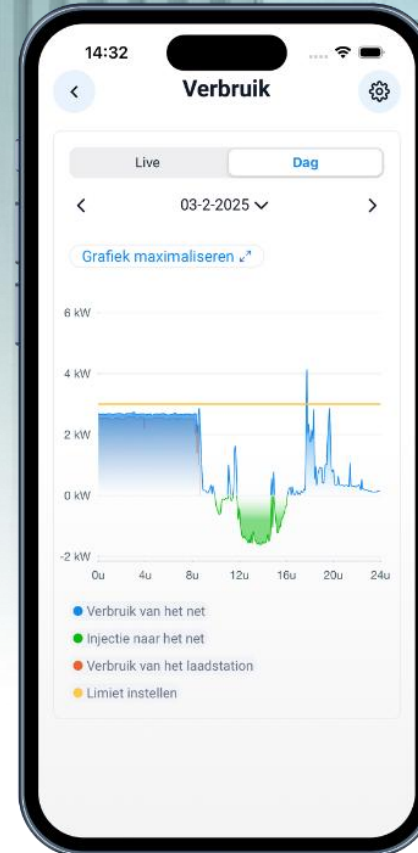 14:32
Verbruik
Live Dag
03-2-2025
Grafiek maximaliseren
6 kW
4 kW
2 kW
0 kW
-2 kW
0u 4u 8u 12u 16u 20u 24u
Verbruik van het net
Injectie naar het net
Verbruik van het laadstation
Limiet instellen